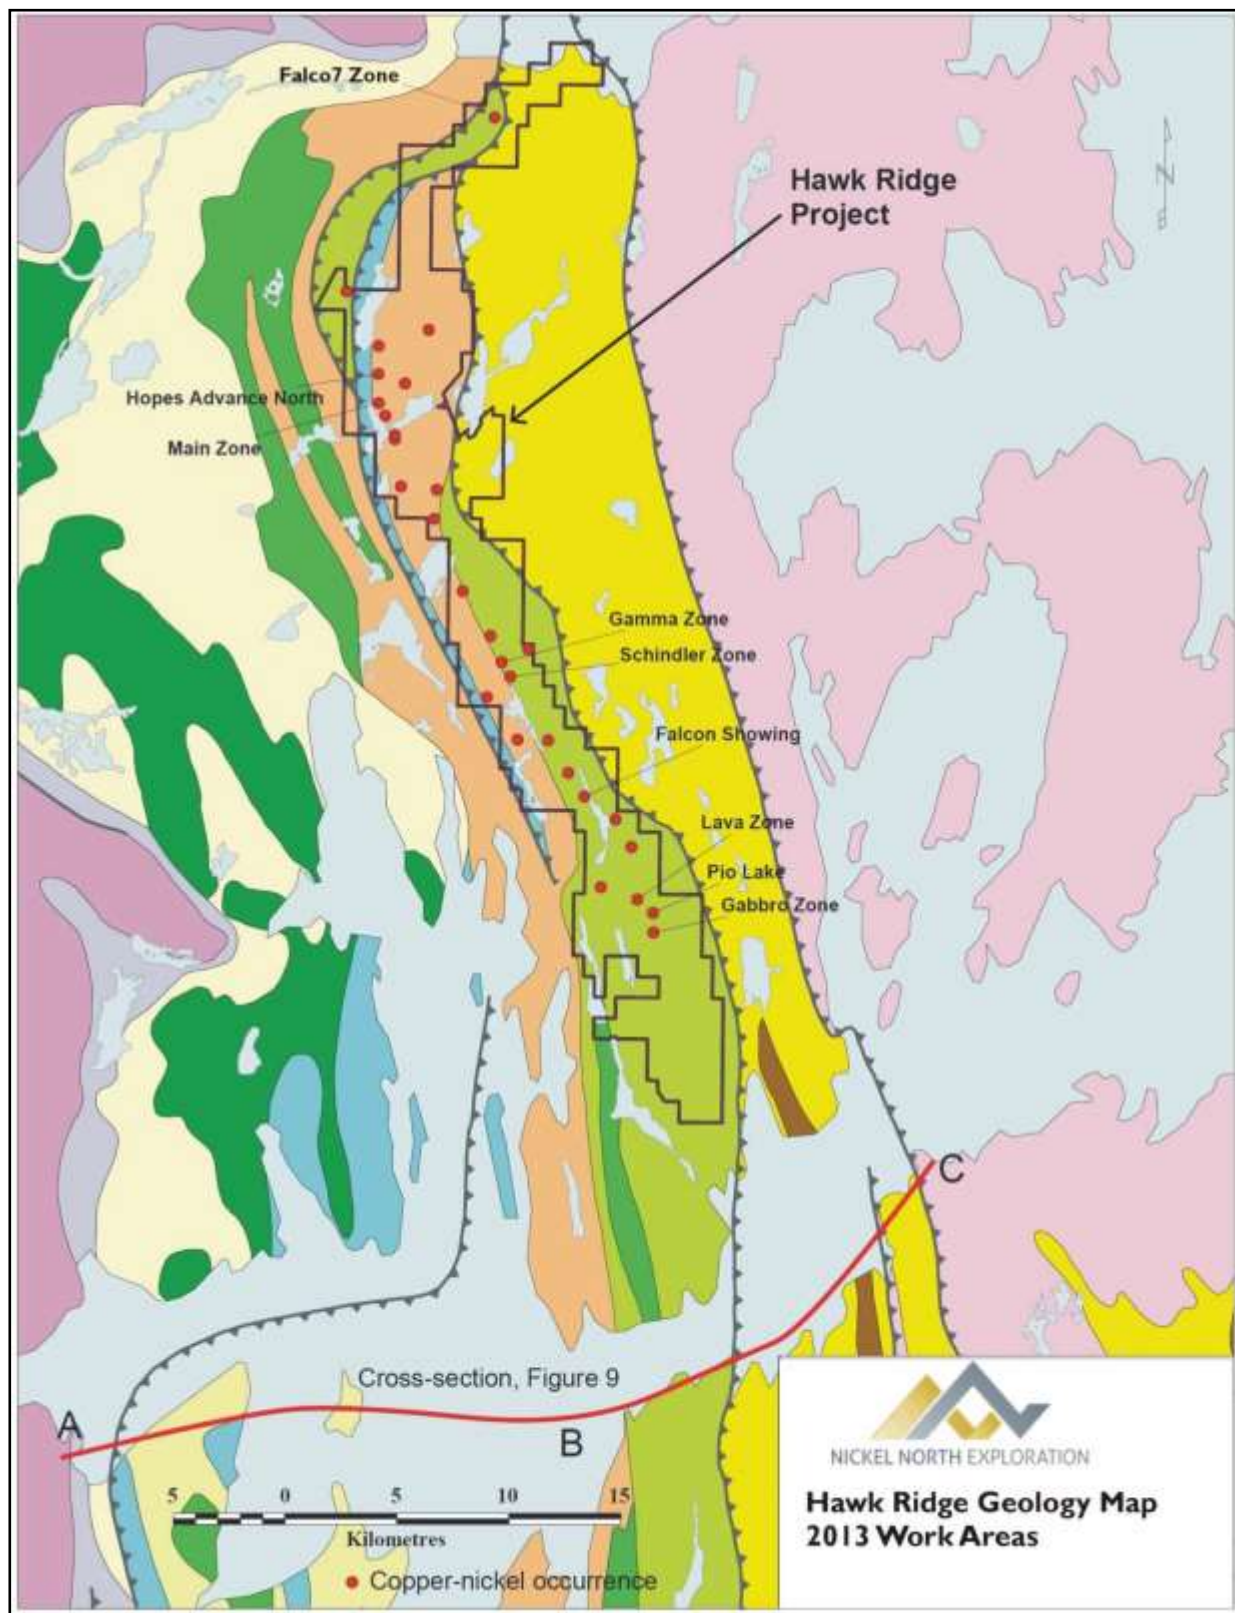 Falco7 Zone
N
Hawk Ridge
Project
Hopes Advance North
Main Zone
Gamma Zone
Schindler Zone
Falcon Showing
Lava Zone
Pio Lake
Gabbro Zone
C
Cross-section, Figure 9
A
B
5 0 5 10 15
Kilometres
Copper-nickel occurrence
NICKEL NORTH EXPLORATION
Hawk Ridge Geology Map
2013 Work Areas